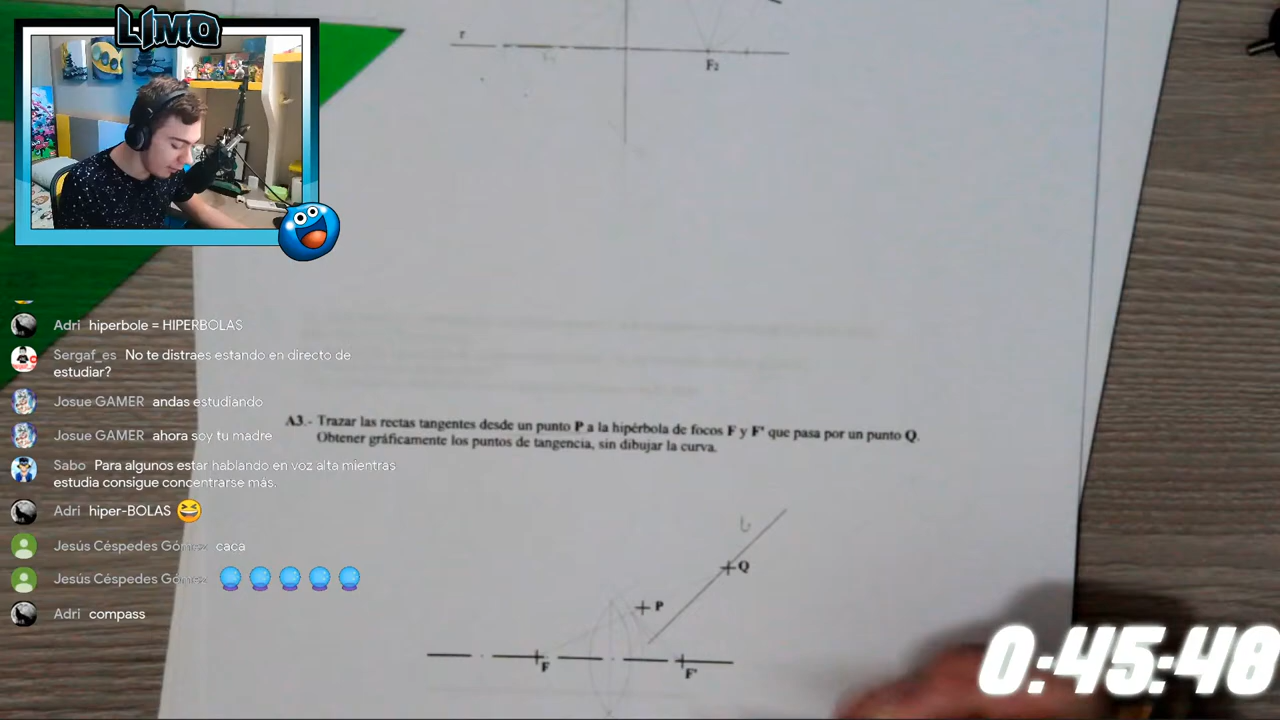 LIMO
r
F2
Adri hiperbole = HIPERBOLAS
Sergaf_es No te distraes estando en directo de
estudiar?
Josue GAMER andas estudiando
Josue GAMER ahora soy tu madre
Sabo Para algunos estar hablando en voz alta mientras
estudia consigue concentrarse más.
Adri hiper-BOLAS
Jesús Céspedes Gómez caca
Jesús Céspedes Gómez
Adri compass
A3.- Trazar las rectas tangentes desde un punto P a la hipérbola de focos F y F' que pasa por un punto Q.
Obtener gráficamente los puntos de tangencia, sin dibujar la curva.
Q
P
F
F'
0:45:48